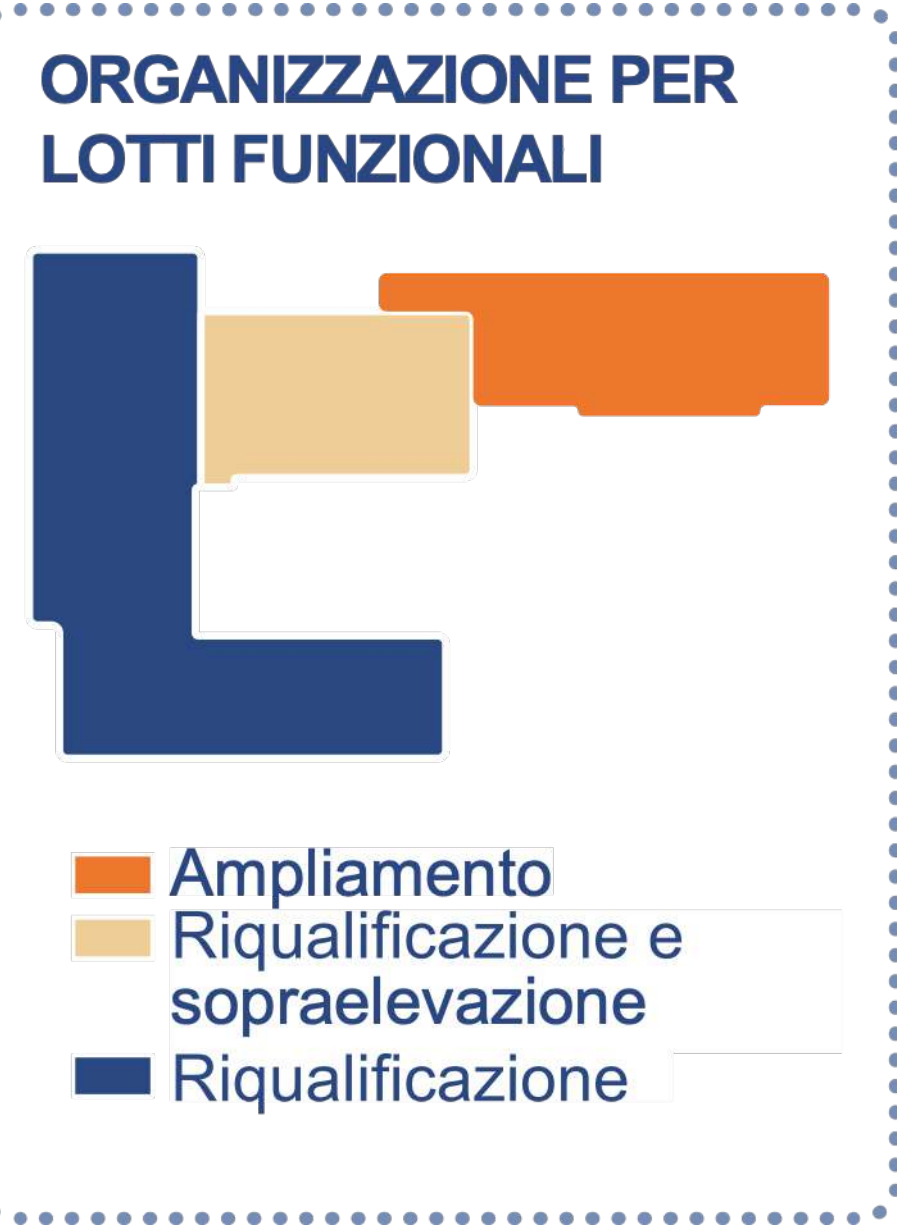 ORGANIZZAZIONE PER
LOTTI FUNZIONALI
Ampliamento
Riqualificazione e
sopraelevazione
Riqualificazione